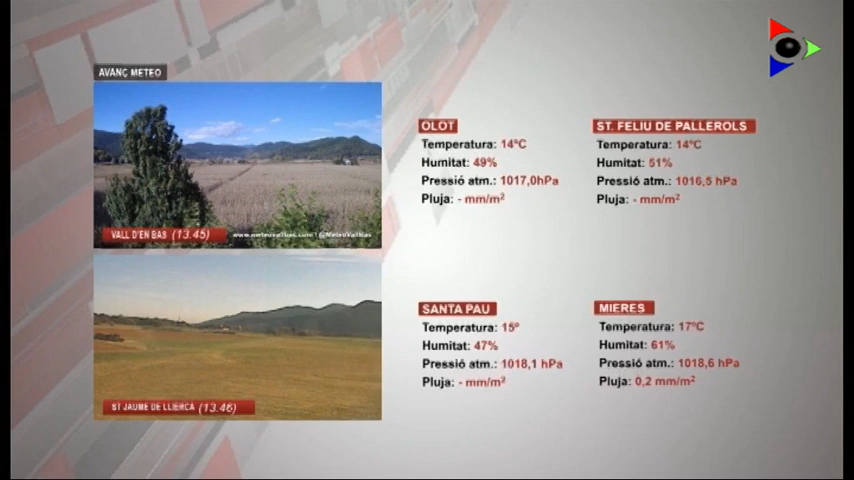 AVANÇ METEO
VALL D'EN BAS (13.45)
www.meteovallbas.com | @MeteoVallbas
ST JAUME DE LLIERCA (13.46)
OLOT
Temperatura: 14ºC
Humitat: 49%
Pressió atm.: 1017,0hPa
Pluja: - mm/m²
ST. FELIU DE PALLEROLS
Temperatura: 14ºC
Humitat: 51%
Pressió atm.: 1016,5 hPa
Pluja: - mm/m²
SANTA PAU
Temperatura: 15º
Humitat: 47%
Pressió atm.: 1018,1 hPa
Pluja: - mm/m²
MIERES
Temperatura: 17ºC
Humitat: 61%
Pressió atm.: 1018,6 hPa
Pluja: 0,2 mm/m²